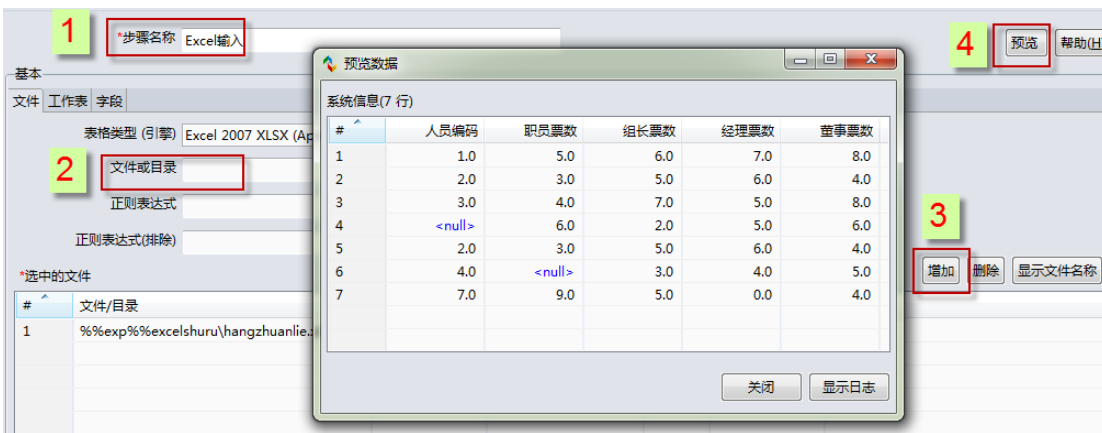 1
*步骤名称 Excel输入
4
预览 帮助(H
基本
文件 工作表 字段
表格类型 (引擎) Excel 2007 XLSX (Ap
2
文件或目录
正则表达式
正则表达式(排除)
3
*选中的文件
增加 删除 显示文件名称
# 文件/目录
1 %%exp%%excelshuru\hangzhuanlie.
预览数据
系统信息(7 行)
# 人员编码 职员票数 组长票数 经理票数 董事票数
1 1.0 5.0 6.0 7.0 8.0
2 2.0 3.0 5.0 6.0 4.0
3 3.0 4.0 7.0 5.0 8.0
4 <null> 6.0 2.0 5.0 6.0
5 2.0 3.0 5.0 6.0 4.0
6 4.0 <null> 3.0 4.0 5.0
7 7.0 9.0 5.0 0.0 4.0
关闭 显示日志